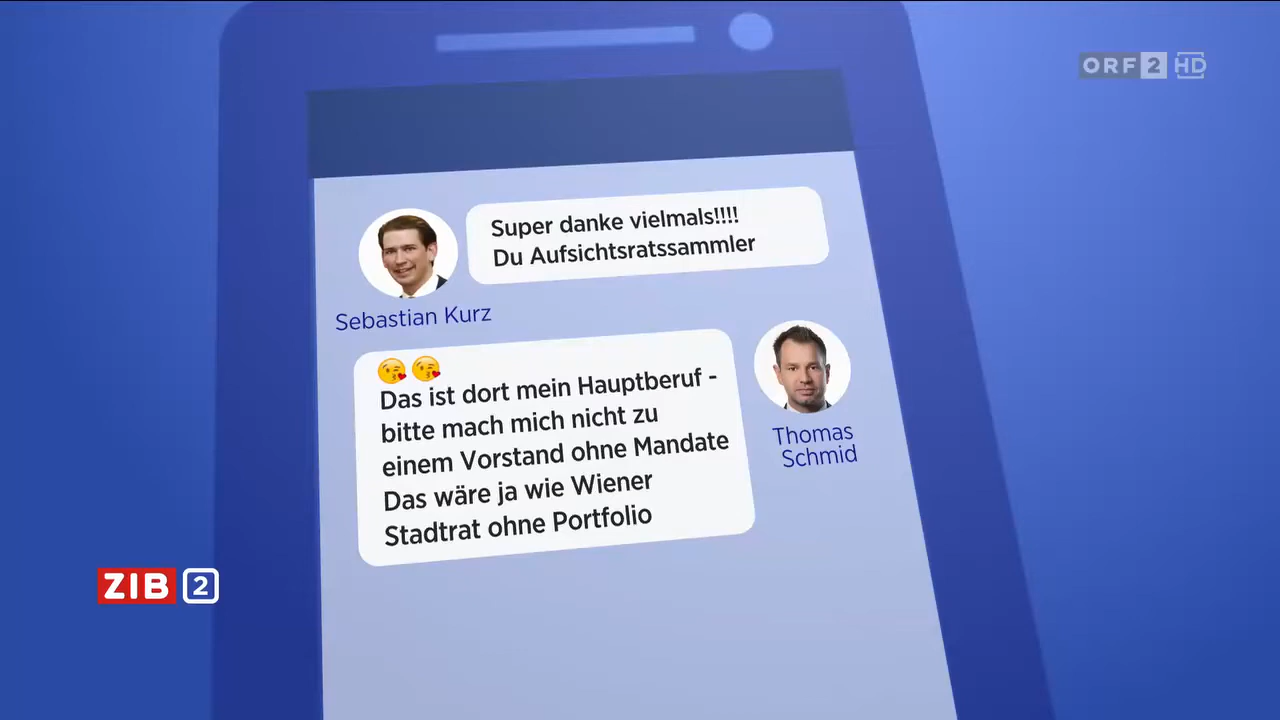 ORF 2 HD
Super danke vielmals!!!!
Du Aufsichtsratssammler
Sebastian Kurz
😘😘
Das ist dort mein Hauptberuf -
bitte mach mich nicht zu
einem Vorstand ohne Mandate
Das wäre ja wie Wiener
Stadtrat ohne Portfolio
Thomas
Schmid
ZIB 2